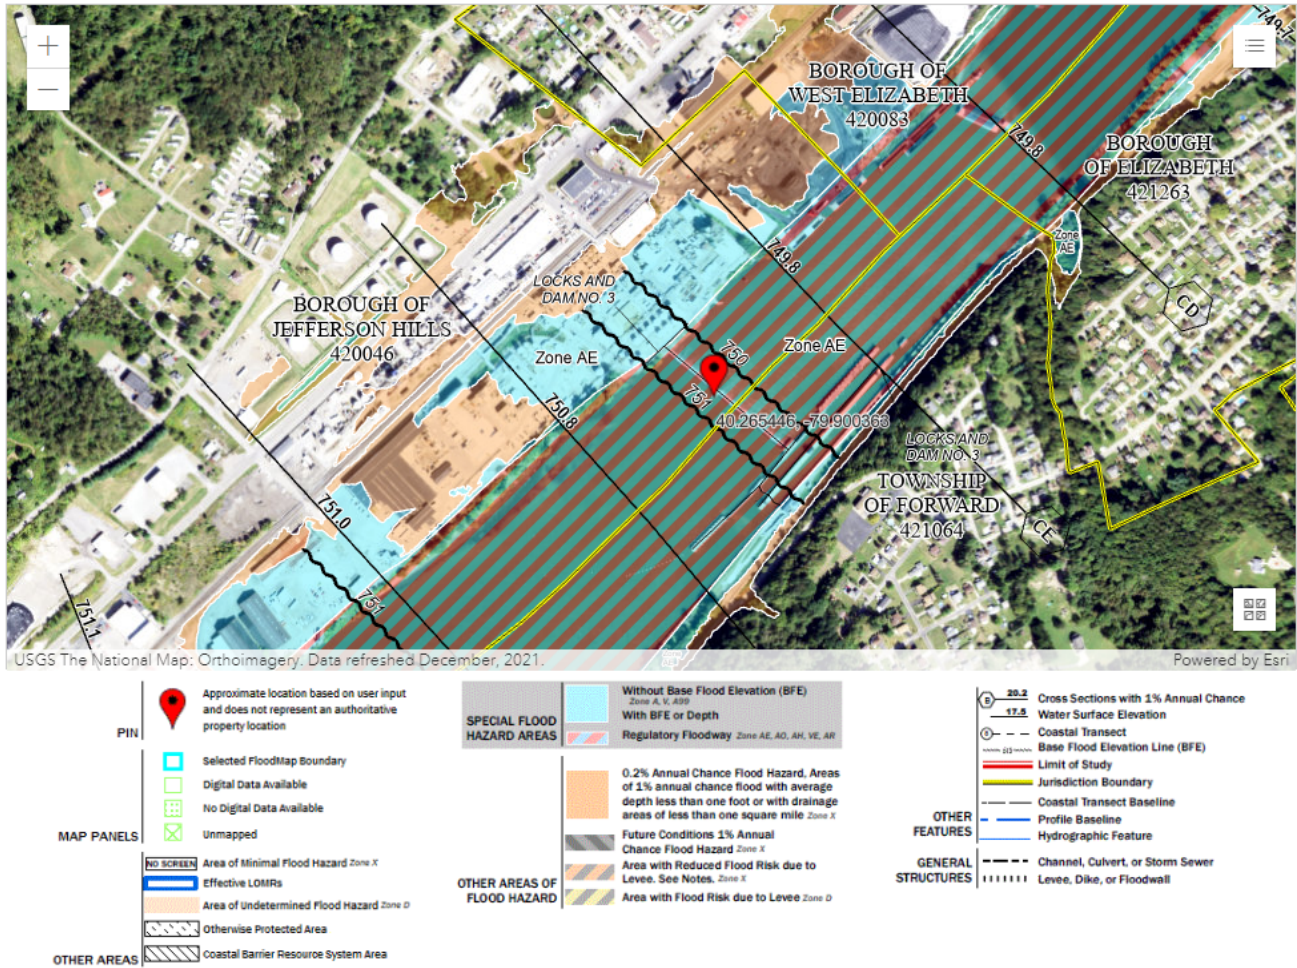 749.7
BOROUGH OF
WEST ELIZABETH
420083
749.8
BOROUGH
OF ELIZABETH
421263
Zone
AE
749.8
LOCKS AND
DAM NO. 3
BOROUGH OF
JEFFERSON HILLS
420046
CD
Zone AE
750
Zone AE
751
750.8
40.265446, -79.900363
LOCKS AND
DAM NO. 3
TOWNSHIP
OF FORWARD
421064
CE
751.0
751
751.1
USGS The National Map: Orthoimagery. Data refreshed December, 2021.
Powered by Esri
PIN
Approximate location based on user input
and does not represent an authoritative
property location
MAP PANELS
Selected FloodMap Boundary
Digital Data Available
No Digital Data Available
Unmapped
OTHER AREAS
NO SCREEN Area of Minimal Flood Hazard Zone X
Effective LOMRs
Area of Undetermined Flood Hazard Zone D
Otherwise Protected Area
Coastal Barrier Resource System Area
SPECIAL FLOOD
HAZARD AREAS
Without Base Flood Elevation (BFE)
Zone A, V, A99
With BFE or Depth
Regulatory Floodway Zone AE, AO, AH, VE, AR
OTHER AREAS OF
FLOOD HAZARD
0.2% Annual Chance Flood Hazard, Areas
of 1% annual chance flood with average
depth less than one foot or with drainage
areas of less than one square mile Zone X
Future Conditions 1% Annual
Chance Flood Hazard Zone X
Area with Reduced Flood Risk due to
Levee. See Notes. Zone X
Area with Flood Risk due to Levee Zone D
OTHER
FEATURES
B 20.2 Cross Sections with 1% Annual Chance
17.5 Water Surface Elevation
8 Coastal Transect
513 Base Flood Elevation Line (BFE)
Limit of Study
Jurisdiction Boundary
Coastal Transect Baseline
Profile Baseline
Hydrographic Feature
GENERAL
STRUCTURES
Channel, Culvert, or Storm Sewer
Levee, Dike, or Floodwall